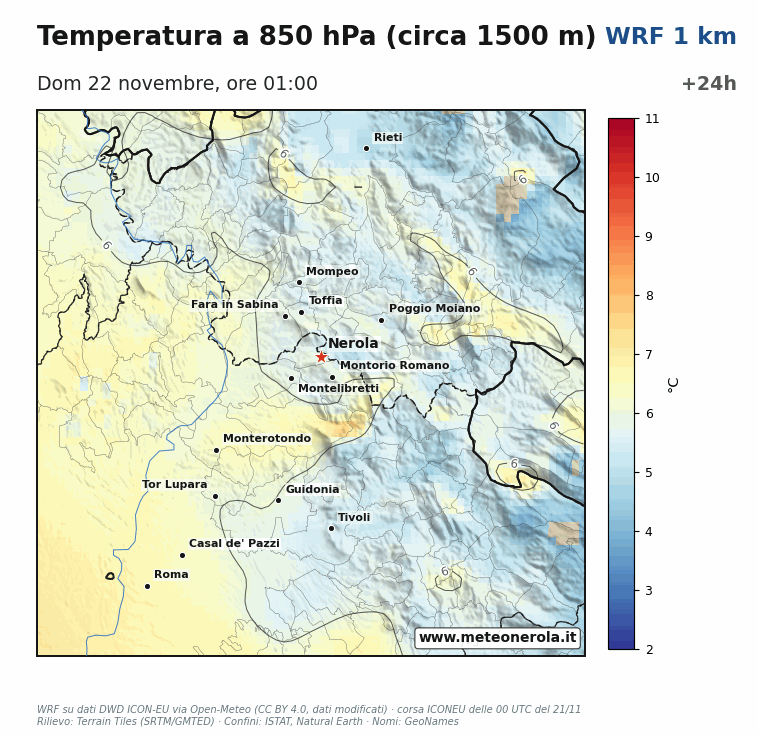 Temperatura a 850 hPa (circa 1500 m) WRF 1 km
Dom 22 novembre, ore 01:00 +24h
Rieti
6
6
6
6
Mompeo
Toffia
Fara in Sabina
Poggio Moiano
Nerola
Montorio Romano
Montelibretti
6
Monterotondo
6
Tor Lupara
Guidonia
Tivoli
Casal de' Pazzi
6
Roma
www.meteonerola.it
11
10
9
8
7
6
5
4
3
2
°C
WRF su dati DWD ICON-EU via Open-Meteo (CC BY 4.0, dati modificati) · corsa ICONEU delle 00 UTC del 21/11
Rilievo: Terrain Tiles (SRTM/GMTED) · Confini: ISTAT, Natural Earth · Nomi: GeoNames